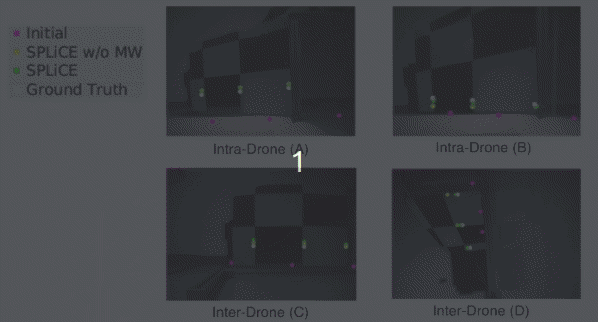 Initial
SPLiCE w/o MW
SPLiCE
Ground Truth
Intra-Drone (A)
Intra-Drone (B)
1
Inter-Drone (C)
Inter-Drone (D)